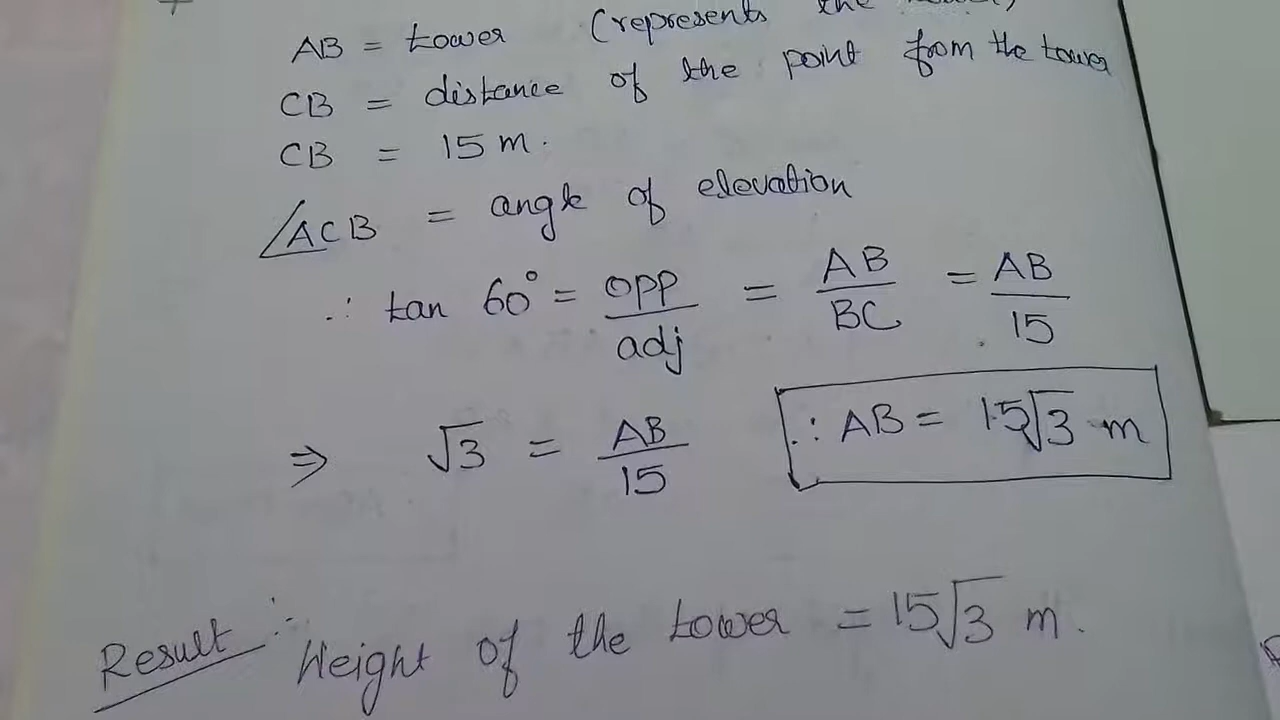 AB = tower (represents the
CB = distance of the point from the tower
CB = 15 m.
∠ACB = angle of elevation
∴ tan 60° = opp/adj = AB/BC = AB/15
⇒ √3 = AB/15 ∴ AB = 15√3 m
Result : Height of the tower = 15√3 m.